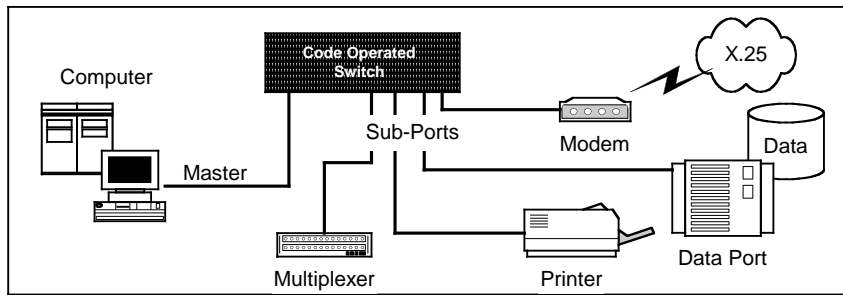 Code Operated
Switch
X.25
Computer
Sub-Ports
Modem
Data
Master
Multiplexer
Printer
Data Port